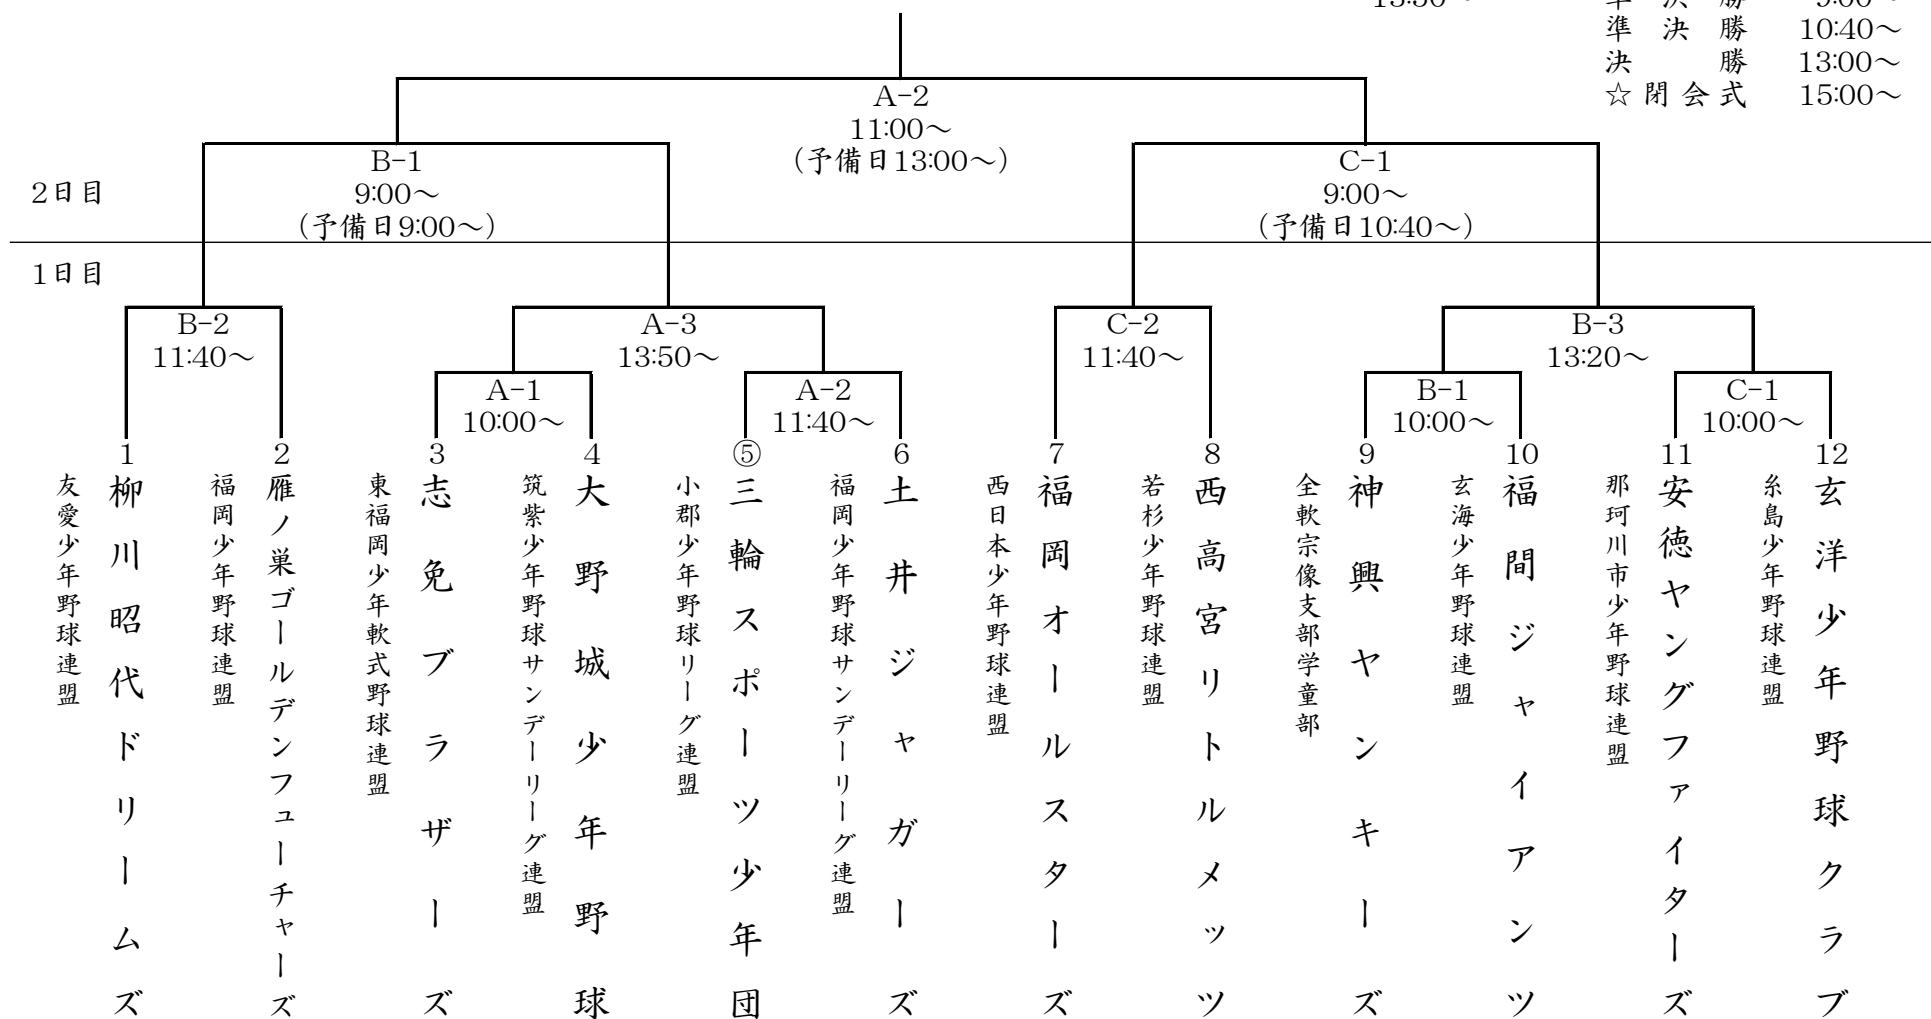 準決勝 10:40～
決勝 13:00～
☆閉会式 15:00～
A-2
11:00～
（予備日13:00～）
B-1
9:00～
（予備日9:00～）
C-1
9:00～
（予備日10:40～）
2日目
1日目
B-2
11:40～
A-3
13:50～
C-2
11:40～
B-3
13:20～
A-1
10:00～
A-2
11:40～
B-1
10:00～
C-1
10:00～
1
柳川昭代ドリームズ
友愛少年野球連盟
2
雁ノ巣ゴールデンフューチャーズ
福岡少年野球連盟
3
志免ブラザーズ
東福岡少年軟式野球連盟
4
大野城少年野球
筑紫少年野球サンデーリーグ連盟
⑤
三輪スポーツ少年団
小郡少年野球リーグ連盟
6
土井ジャガーズ
福岡少年野球サンデーリーグ連盟
7
福岡オールスターズ
西日本少年野球連盟
8
西高宮リトルメッツ
若杉少年野球連盟
9
神興ヤンキーズ
全軟宗像支部学童部
10
福間ジャイアンツ
玄海少年野球連盟
11
安徳ヤングファイターズ
那珂川市少年野球連盟
12
玄洋少年野球クラブ
糸島少年野球連盟